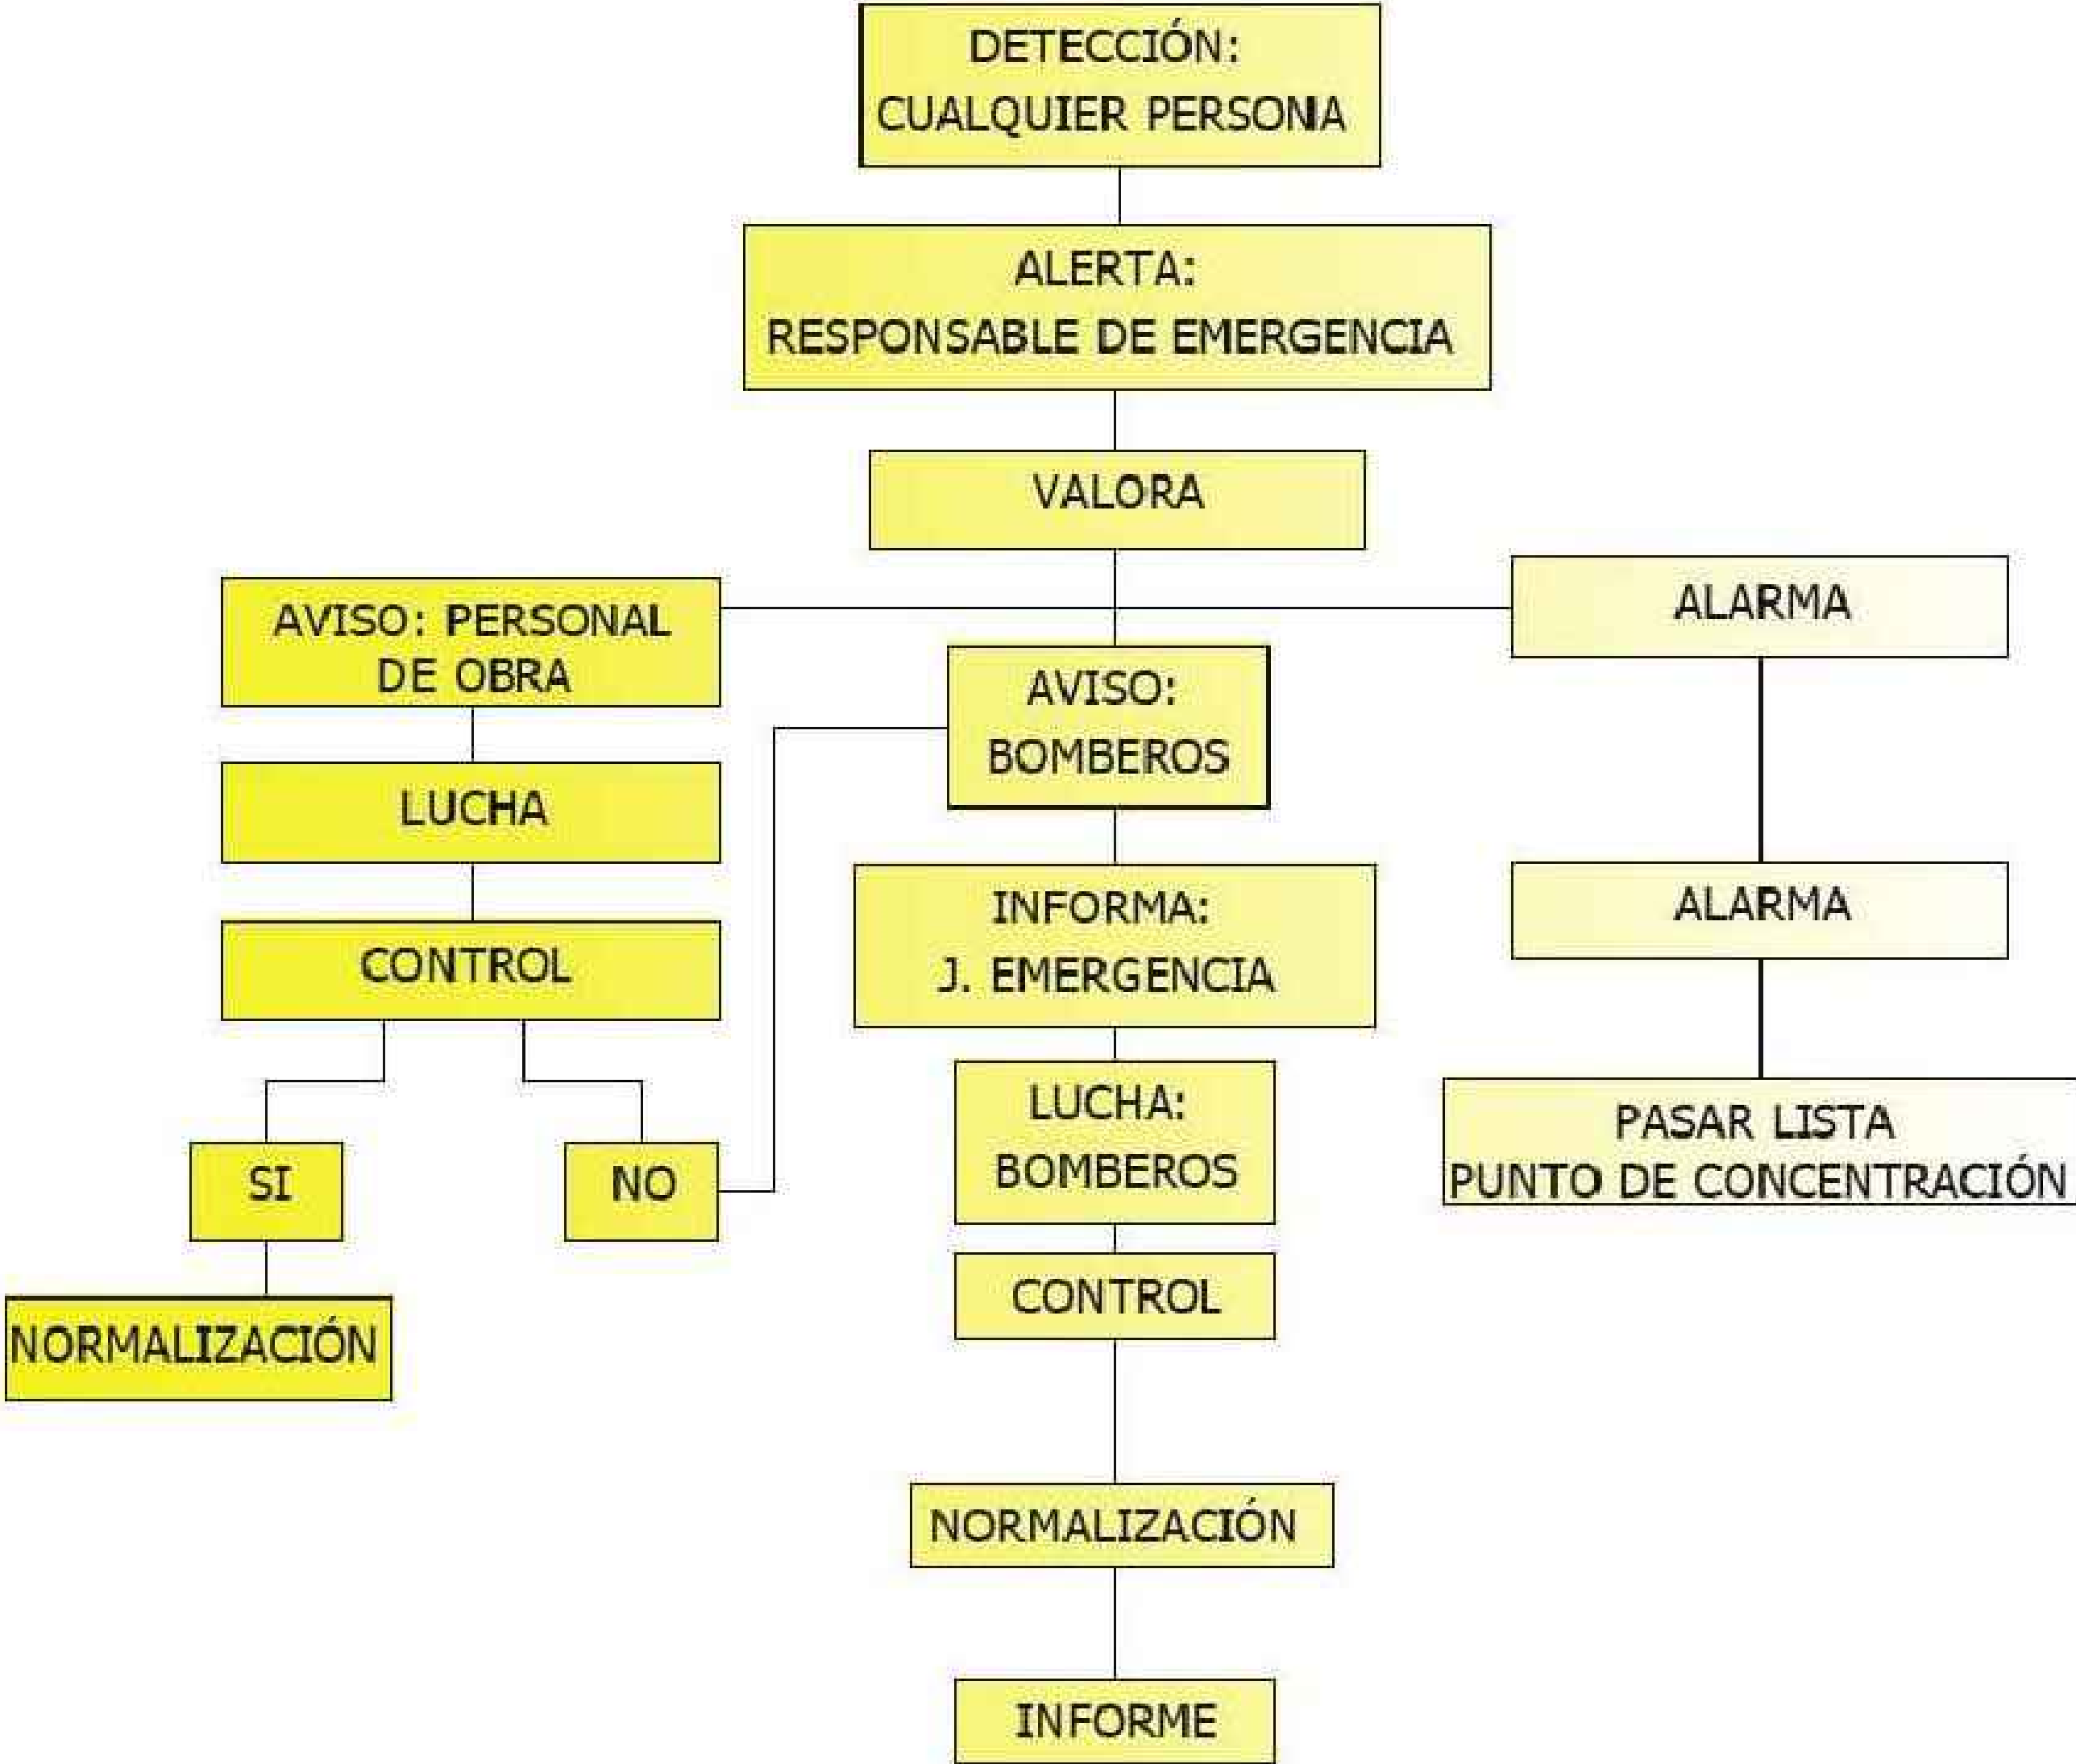 DETECCIÓN:
CUALQUIER PERSONA
ALERTA:
RESPONSABLE DE EMERGENCIA
VALORA
AVISO: PERSONAL
DE OBRA
LUCHA
CONTROL
SI
NO
NORMALIZACIÓN
AVISO:
BOMBEROS
INFORMA:
J. EMERGENCIA
LUCHA:
BOMBEROS
CONTROL
NORMALIZACIÓN
INFORME
ALARMA
ALARMA
PASAR LISTA
PUNTO DE CONCENTRACIÓN